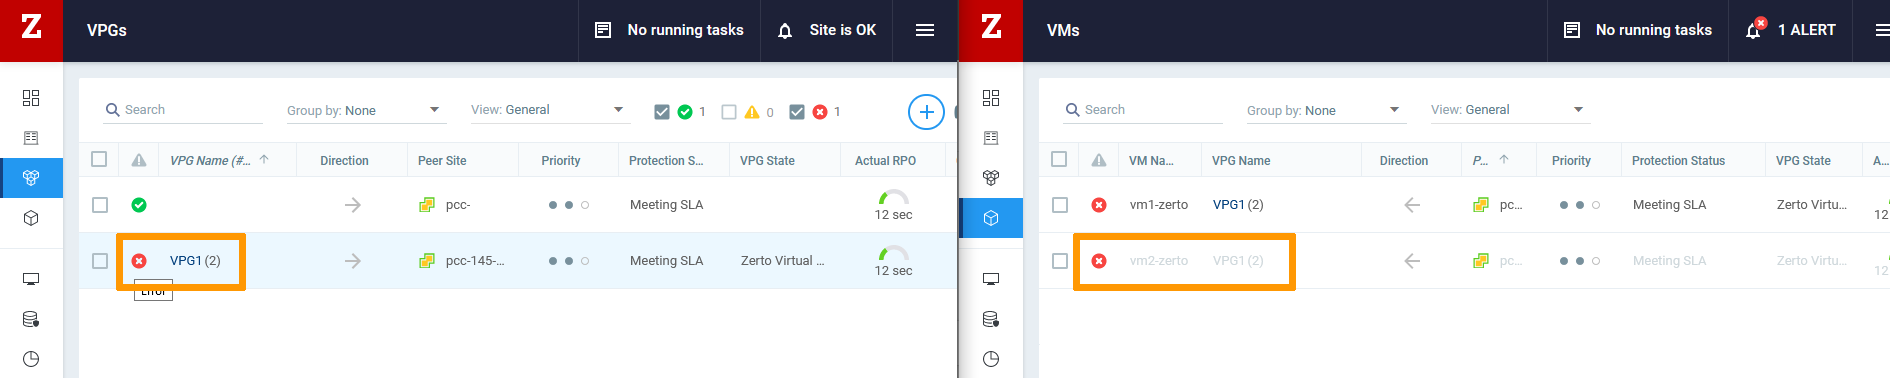 Z VPGs No running tasks Site is OK
Search Group by: None View: General 1 0 1
VPG Name (#... Direction Peer Site Priority Protection S... VPG State Actual RPO
pcc- Meeting SLA 12 sec
VPG1 (2) pcc-145-... Meeting SLA Zerto Virtual ... 12 sec
Error
Z VMs No running tasks 1 ALERT
Search Group by: None View: General
VM Na... VPG Name Direction P... Priority Protection Status VPG State A...
vm1-zerto VPG1 (2) pc... Meeting SLA Zerto Virtu... 12
vm2-zerto VPG1 (2) pc... Meeting SLA Zerto Virtu... 12